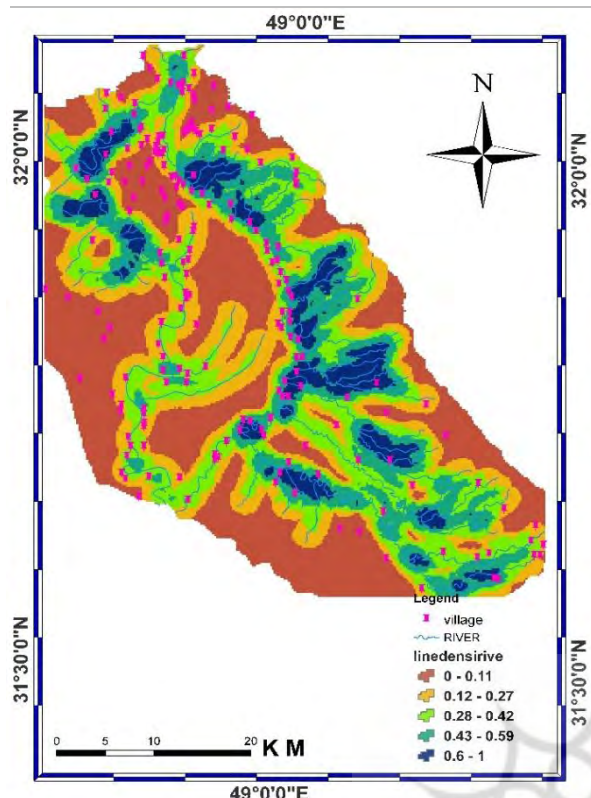 49°0'0"E
N
32°0'0"N
32°0'0"N
31°30'0"N
31°30'0"N
Legend
village
RIVER
linedensirive
0 - 0.11
0.12 - 0.27
0.28 - 0.42
0.43 - 0.59
0.6 - 1
0 5 10 20
K M
49°0'0"E